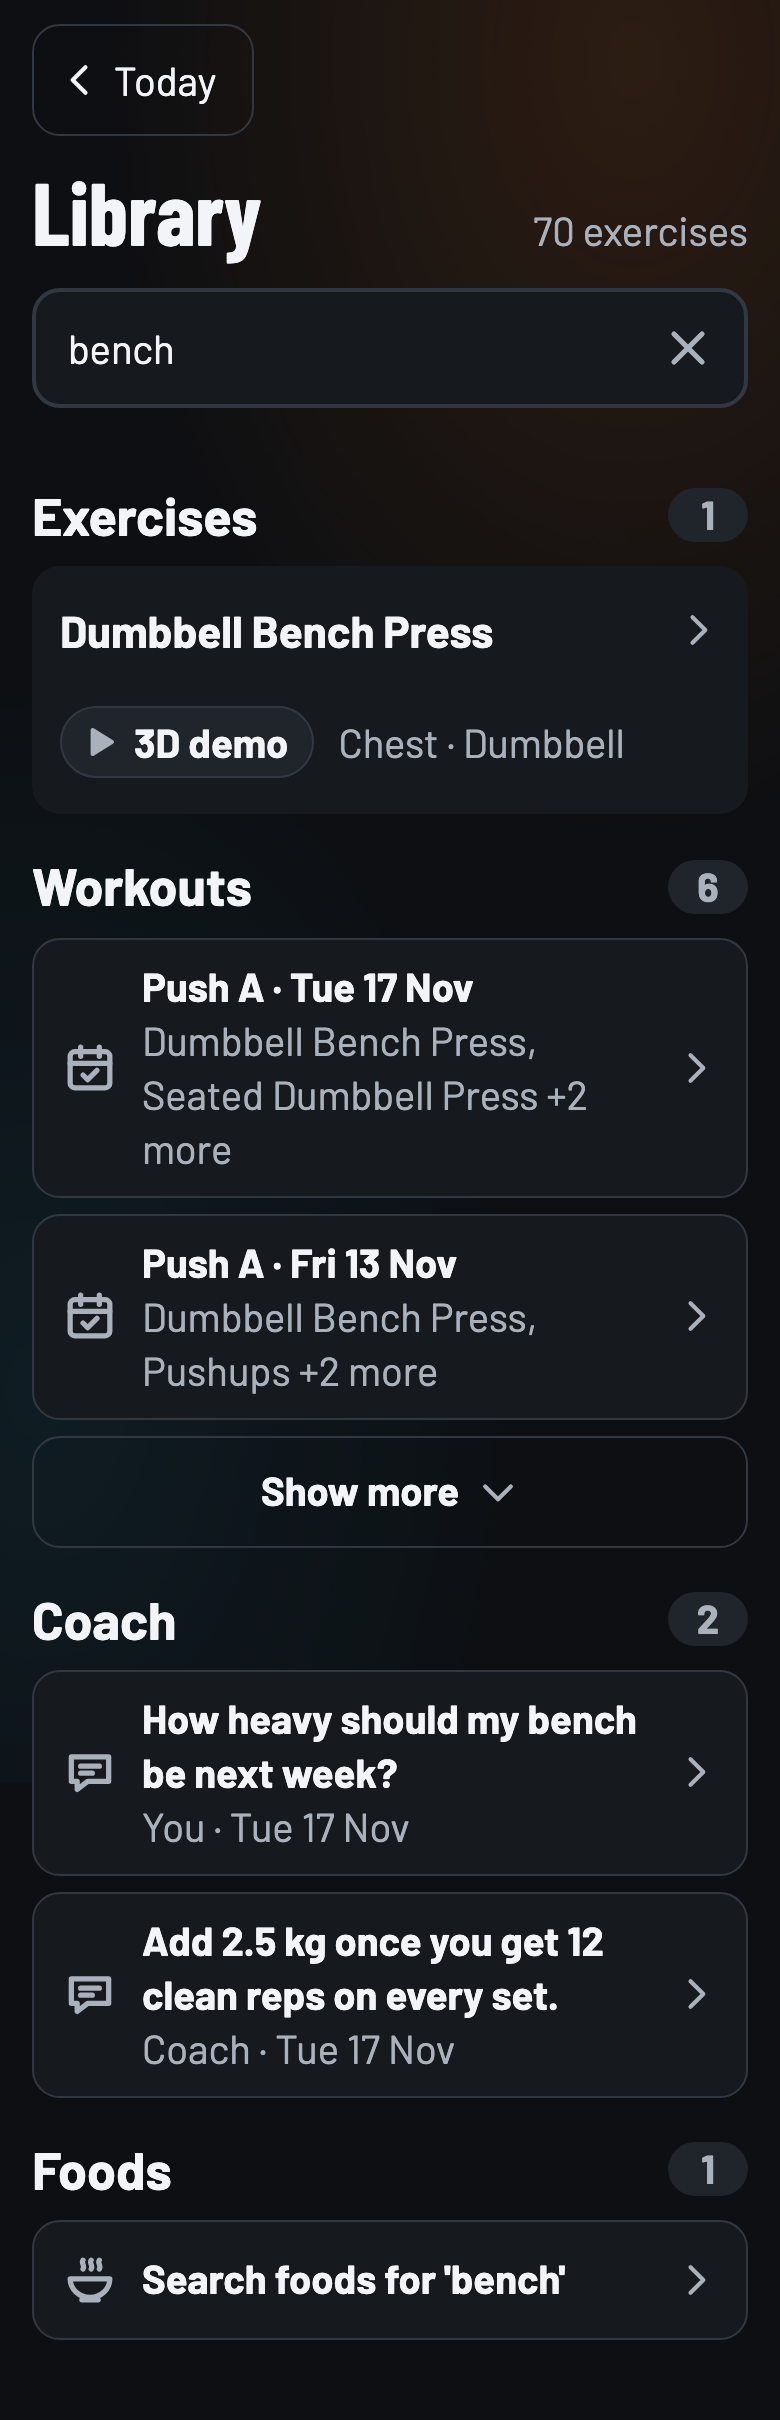 Today
Library
70 exercises
bench
Exercises
1
Dumbbell Bench Press
3D demo
Chest · Dumbbell
Workouts
6
Push A · Tue 17 Nov
Dumbbell Bench Press,
Seated Dumbbell Press +2
more
Push A · Fri 13 Nov
Dumbbell Bench Press,
Pushups +2 more
Show more
Coach
2
How heavy should my bench
be next week?
You · Tue 17 Nov
Add 2.5 kg once you get 12
clean reps on every set.
Coach · Tue 17 Nov
Foods
1
Search foods for 'bench'